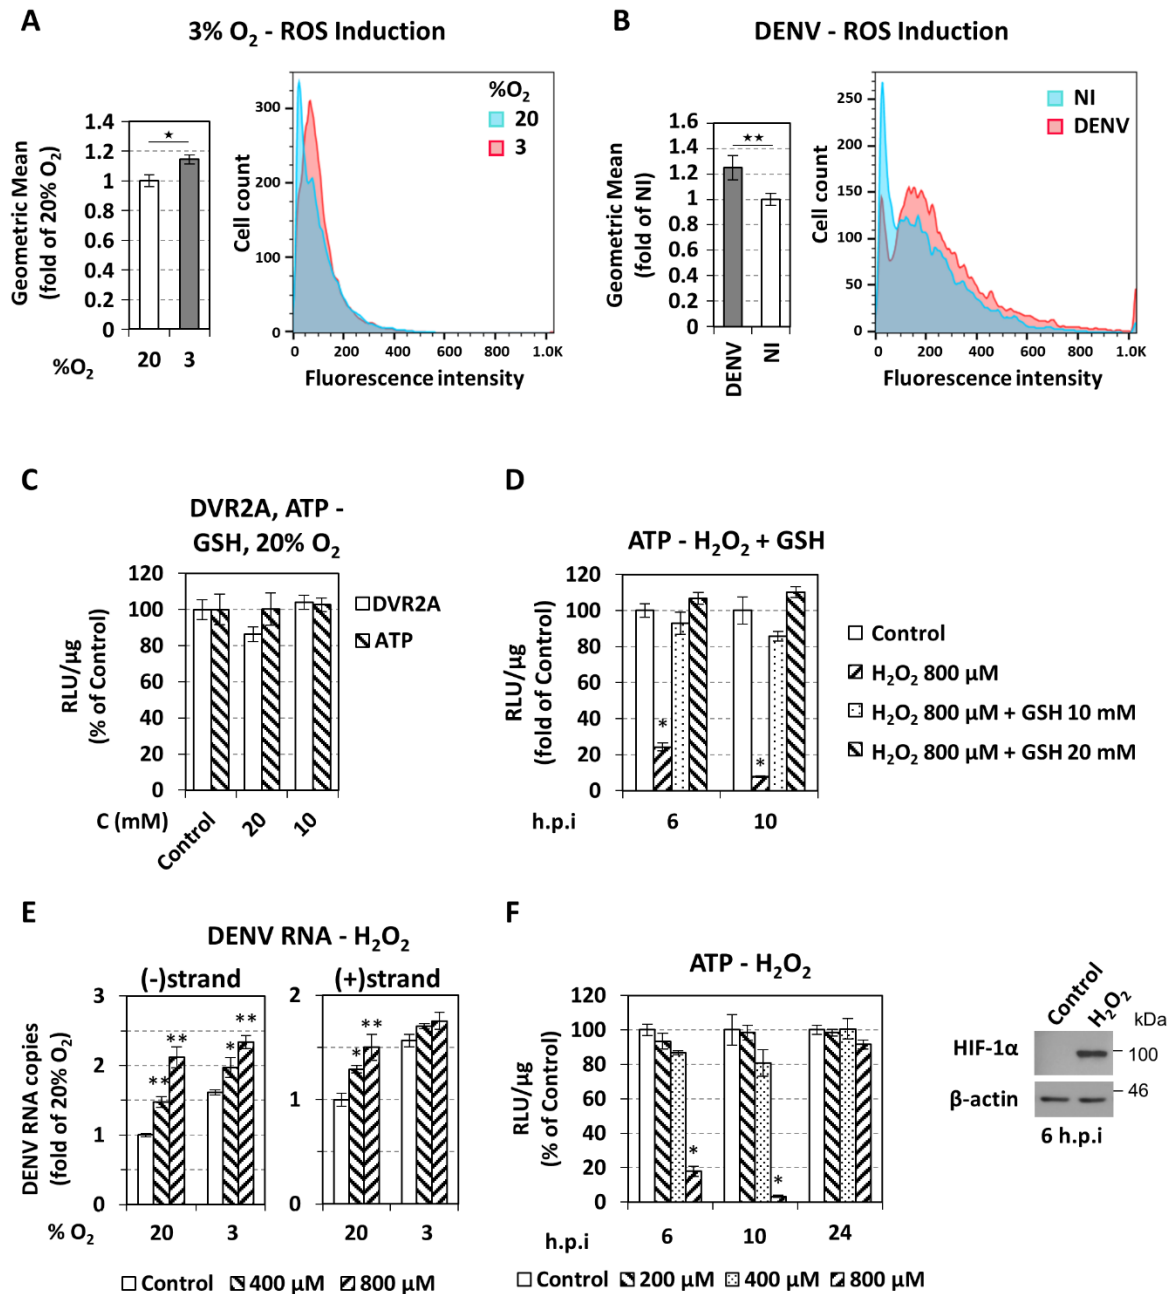 A
3% O₂ - ROS Induction
Geometric Mean
(fold of 20% O₂)
1.4
1.2
1
0.8
0.6
0.4
0.2
0
★
20 3
%O₂
Cell count
300
200
100
0
%O₂
20
3
0 200 400 600 800 1.0K
Fluorescence intensity
B
DENV - ROS Induction
Geometric Mean
(fold of NI)
1.6
1.4
1.2
1
0.8
0.6
0.4
0.2
0
★★
DENV
NI
Cell count
250
200
150
100
50
0
NI
DENV
0 200 400 600 800 1.0K
Fluorescence intensity
C
DVR2A, ATP -
GSH, 20% O₂
RLU/µg
(% of Control)
120
100
80
60
40
20
0
DVR2A
ATP
C (mM)
Control
20
10
D
ATP - H₂O₂ + GSH
RLU/µg
(fold of Control)
120
100
80
60
40
20
0
* *
h.p.i 6 10
Control
H₂O₂ 800 µM
H₂O₂ 800 µM + GSH 10 mM
H₂O₂ 800 µM + GSH 20 mM
E
DENV RNA - H₂O₂
(-)strand (+)strand
DENV RNA copies
(fold of 20% O₂)
3
2
1
0
** ** * **
2
1
0
* **
% O₂ 20 3 20 3
Control 400 µM 800 µM
F
ATP - H₂O₂
RLU/µg
(% of Control)
120
100
80
60
40
20
0
* *
h.p.i 6 10 24
Control 200 µM 400 µM 800 µM
Control
H₂O₂
kDa
HIF-1α 100
46
β-actin
6 h.p.i